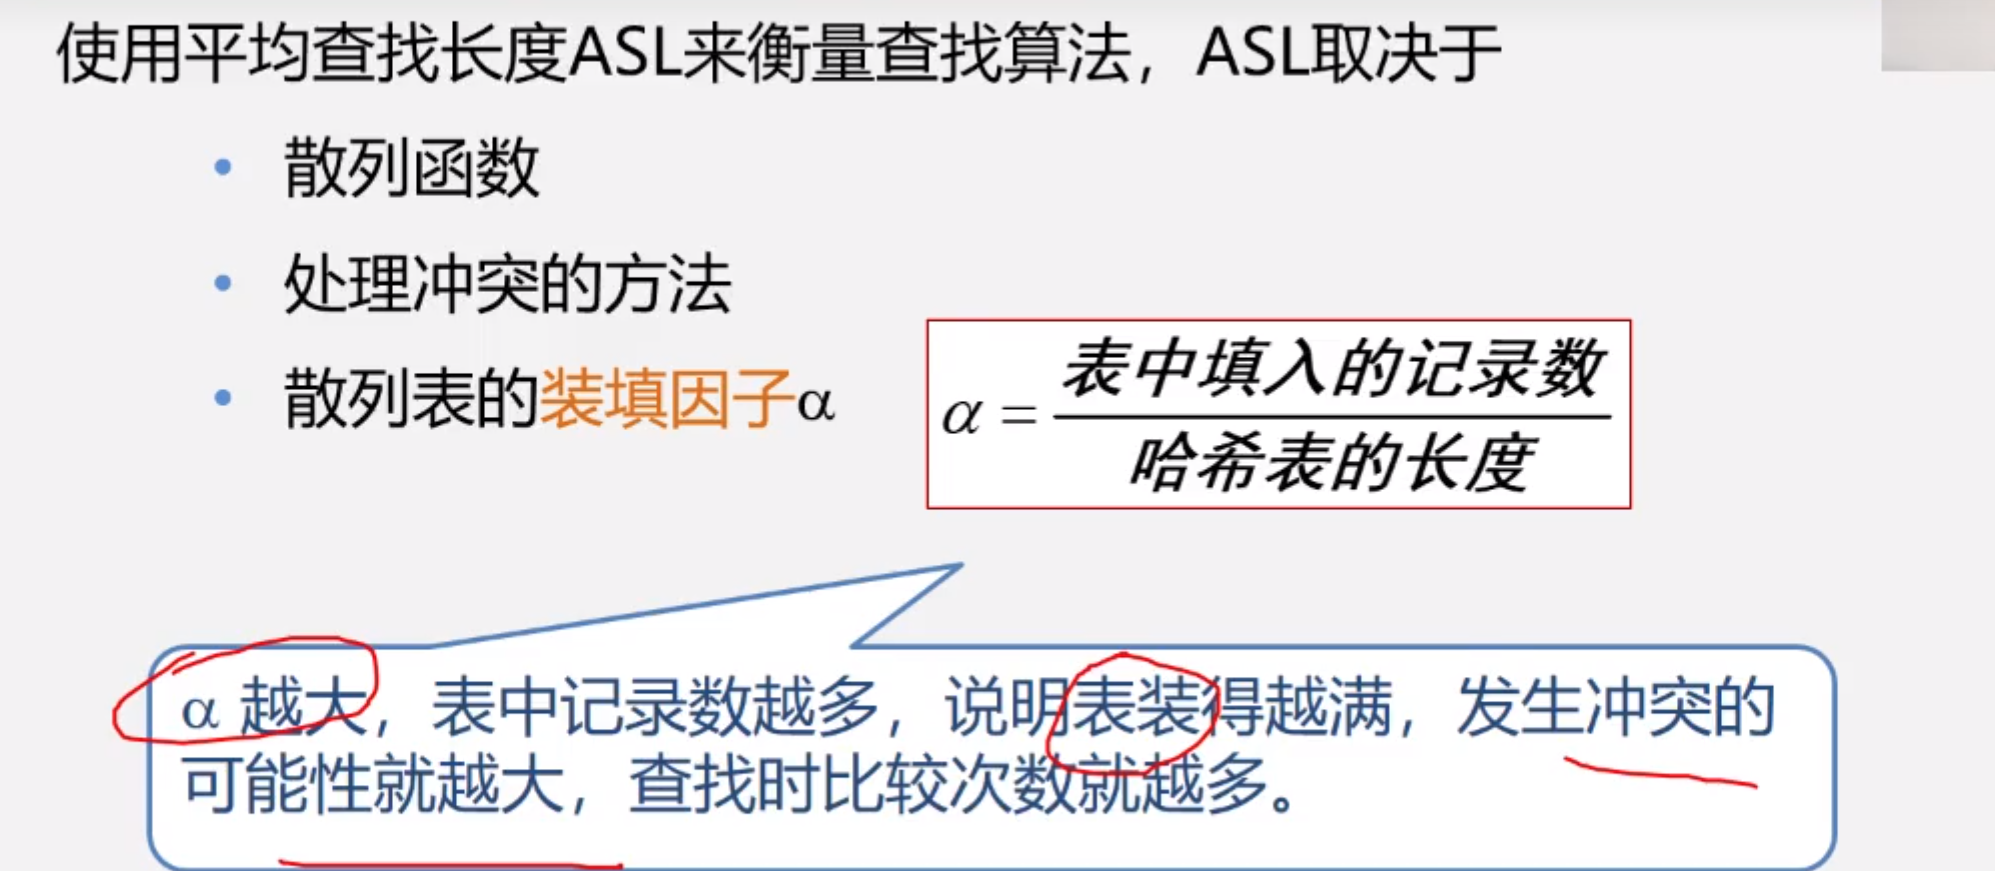 使用平均查找长度ASL来衡量查找算法，ASL取决于
• 散列函数
• 处理冲突的方法
• 散列表的装填因子α
α = 表中填入的记录数 / 哈希表的长度
α 越大，表中记录数越多，说明表装得越满，发生冲突的
可能性就越大，查找时比较次数就越多。